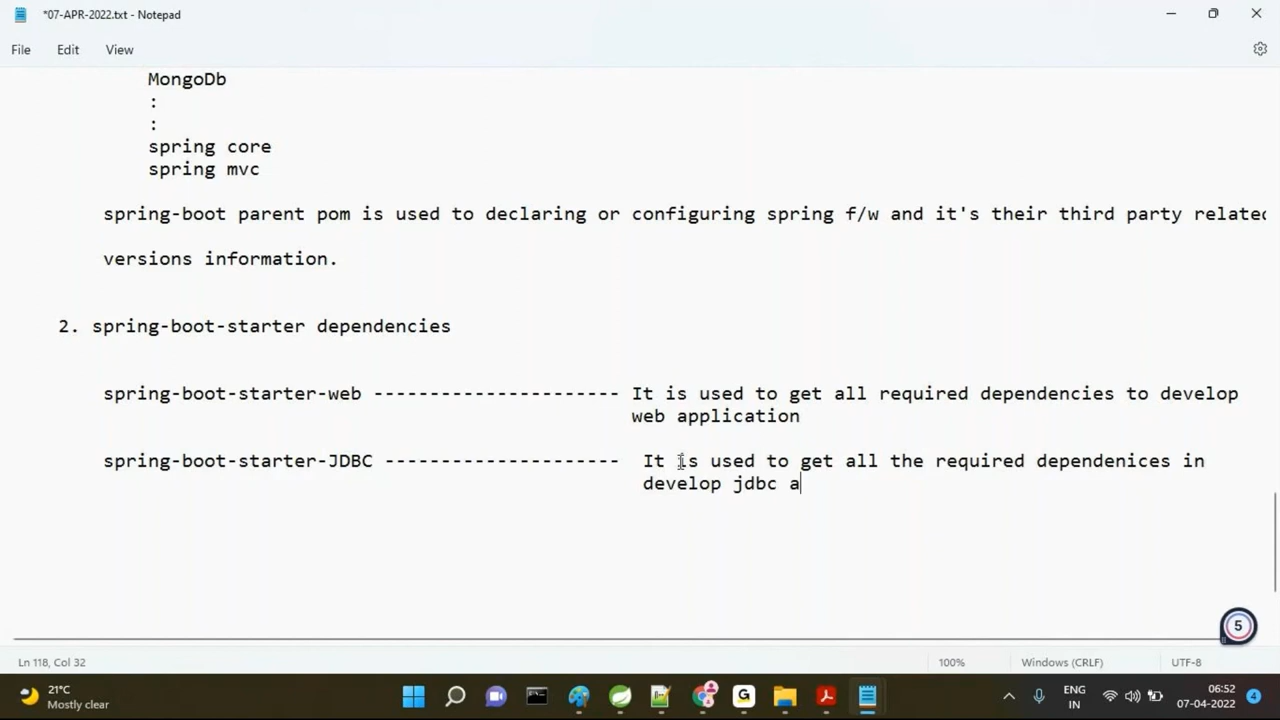 *07-APR-2022.txt - Notepad
File Edit View
MongoDb
:
:
spring core
spring mvc
spring-boot parent pom is used to declaring or configuring spring f/w and it's their third party related
versions information.
2. spring-boot-starter dependencies
spring-boot-starter-web ---------------------- It is used to get all required dependencies to develop
web application
spring-boot-starter-JDBC --------------------- It is used to get all the required dependenices in
develop jdbc a
5
Ln 118, Col 32 100% Windows (CRLF) UTF-8
21°C
Mostly clear
ENG
IN
06:52
07-04-2022
4